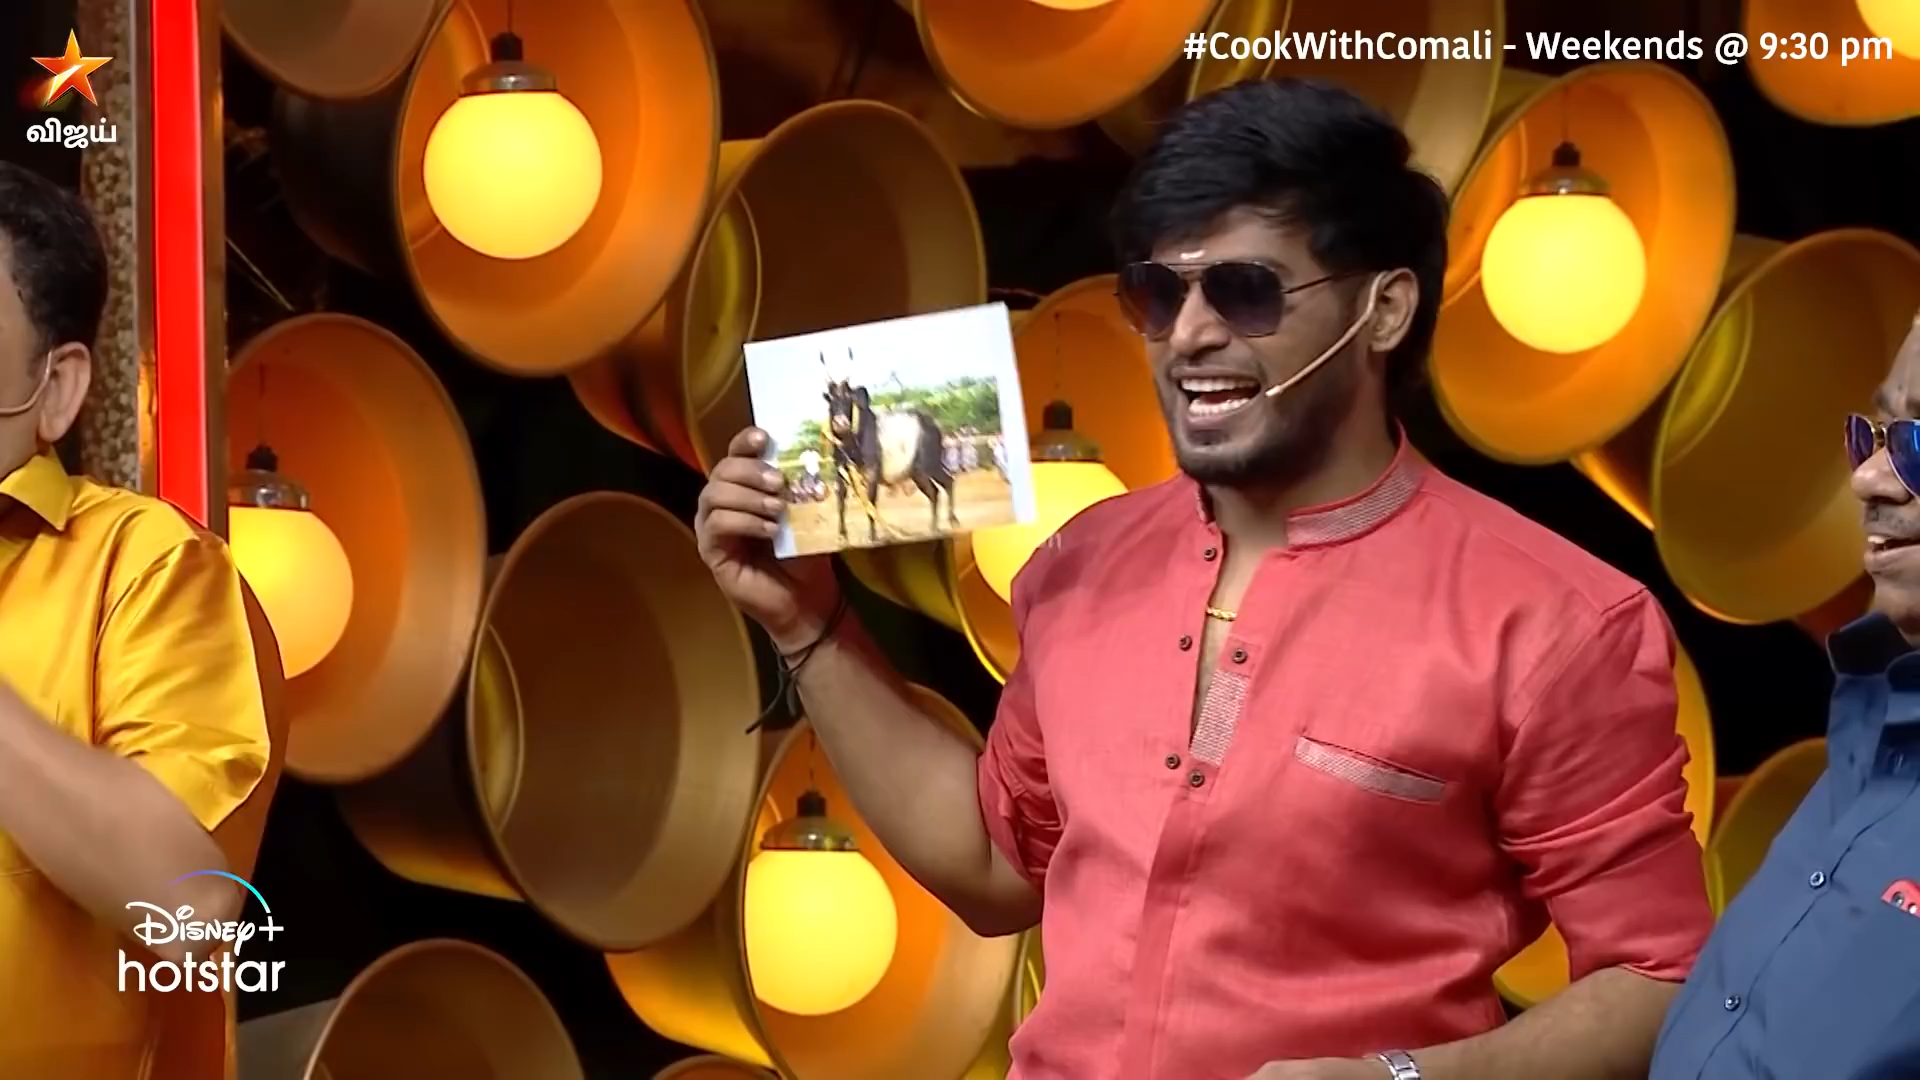 #CookWithComali - Weekends @ 9:30 pm
விஜய்
Disney+
hotstar